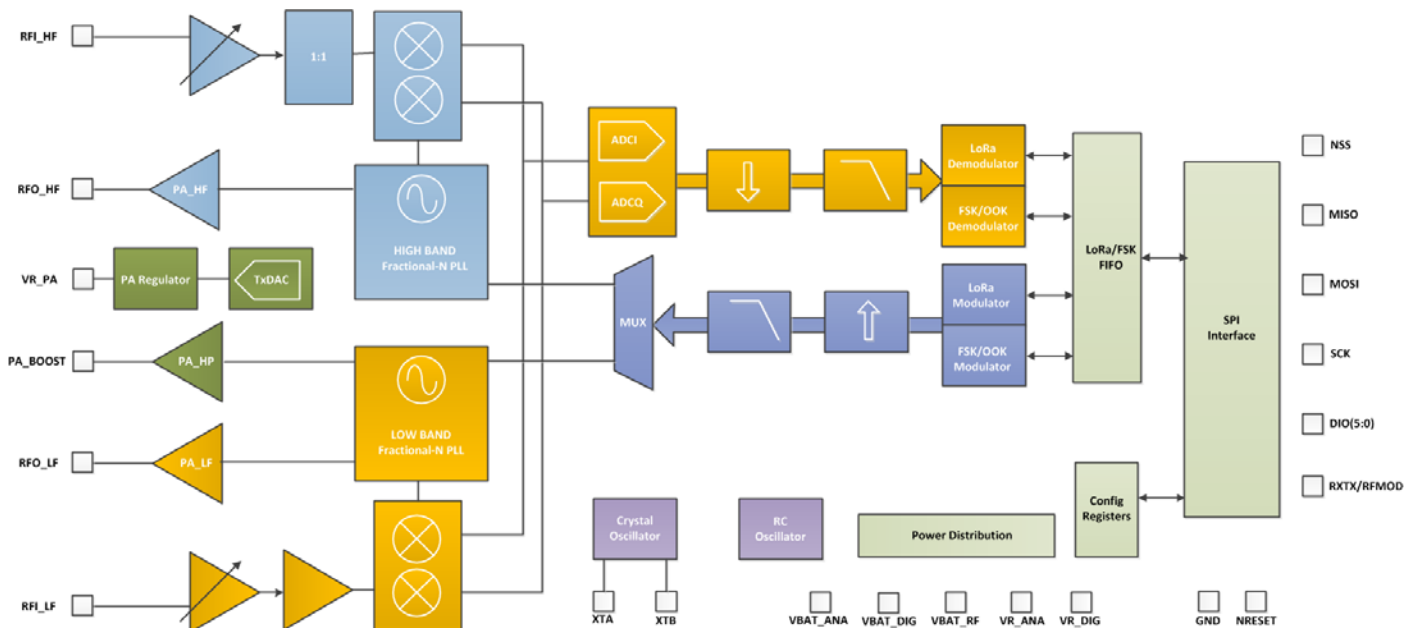 RFI_HF
1:1
RFO_HF
PA_HF
HIGH BAND
Fractional-N PLL
VR_PA
PA Regulator
TxDAC
PA_BOOST
PA_HP
LOW BAND
Fractional-N PLL
RFO_LF
PA_LF
RFI_LF
ADCI
ADCQ
LoRa
Demodulator
FSK/OOK
Demodulator
MUX
LoRa
Modulator
FSK/OOK
Modulator
LoRa/FSK
FIFO
SPI
Interface
Config
Registers
NSS
MISO
MOSI
SCK
DIO(5:0)
RXTX/RFMOD
Crystal
Oscillator
RC
Oscillator
Power Distribution
XTA
XTB
VBAT_ANA
VBAT_DIG
VBAT_RF
VR_ANA
VR_DIG
GND
NRESET